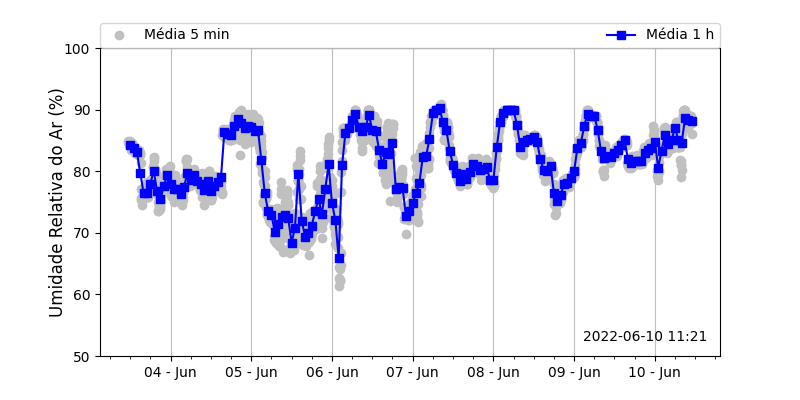 Média 5 min
Média 1 h
Umidade Relativa do Ar (%)
100
90
80
70
60
50
2022-06-10 11:21
04 - Jun
05 - Jun
06 - Jun
07 - Jun
08 - Jun
09 - Jun
10 - Jun